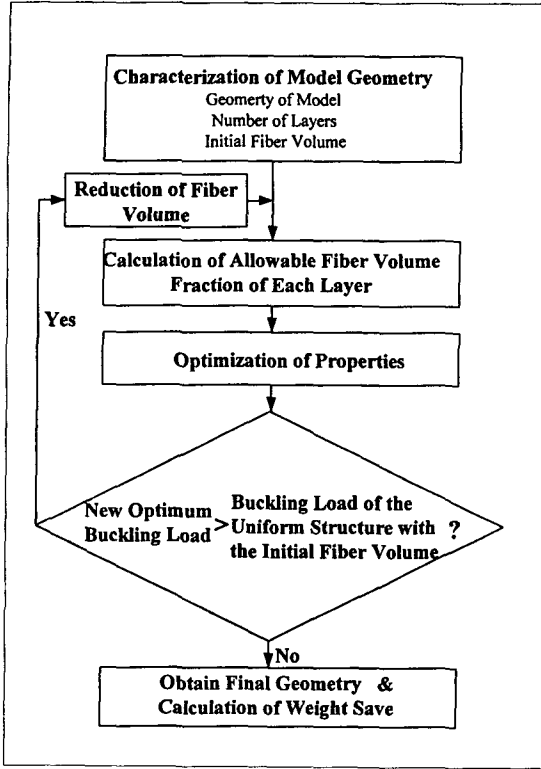 Characterization of Model Geometry
Geomerty of Model
Number of Layers
Initial Fiber Volume
Reduction of Fiber
Volume
Calculation of Allowable Fiber Volume
Fraction of Each Layer
Yes
Optimization of Properties
New Optimum
Buckling Load
>
Buckling Load of the
Uniform Structure with
the Initial Fiber Volume
?
No
Obtain Final Geometry &
Calculation of Weight Save